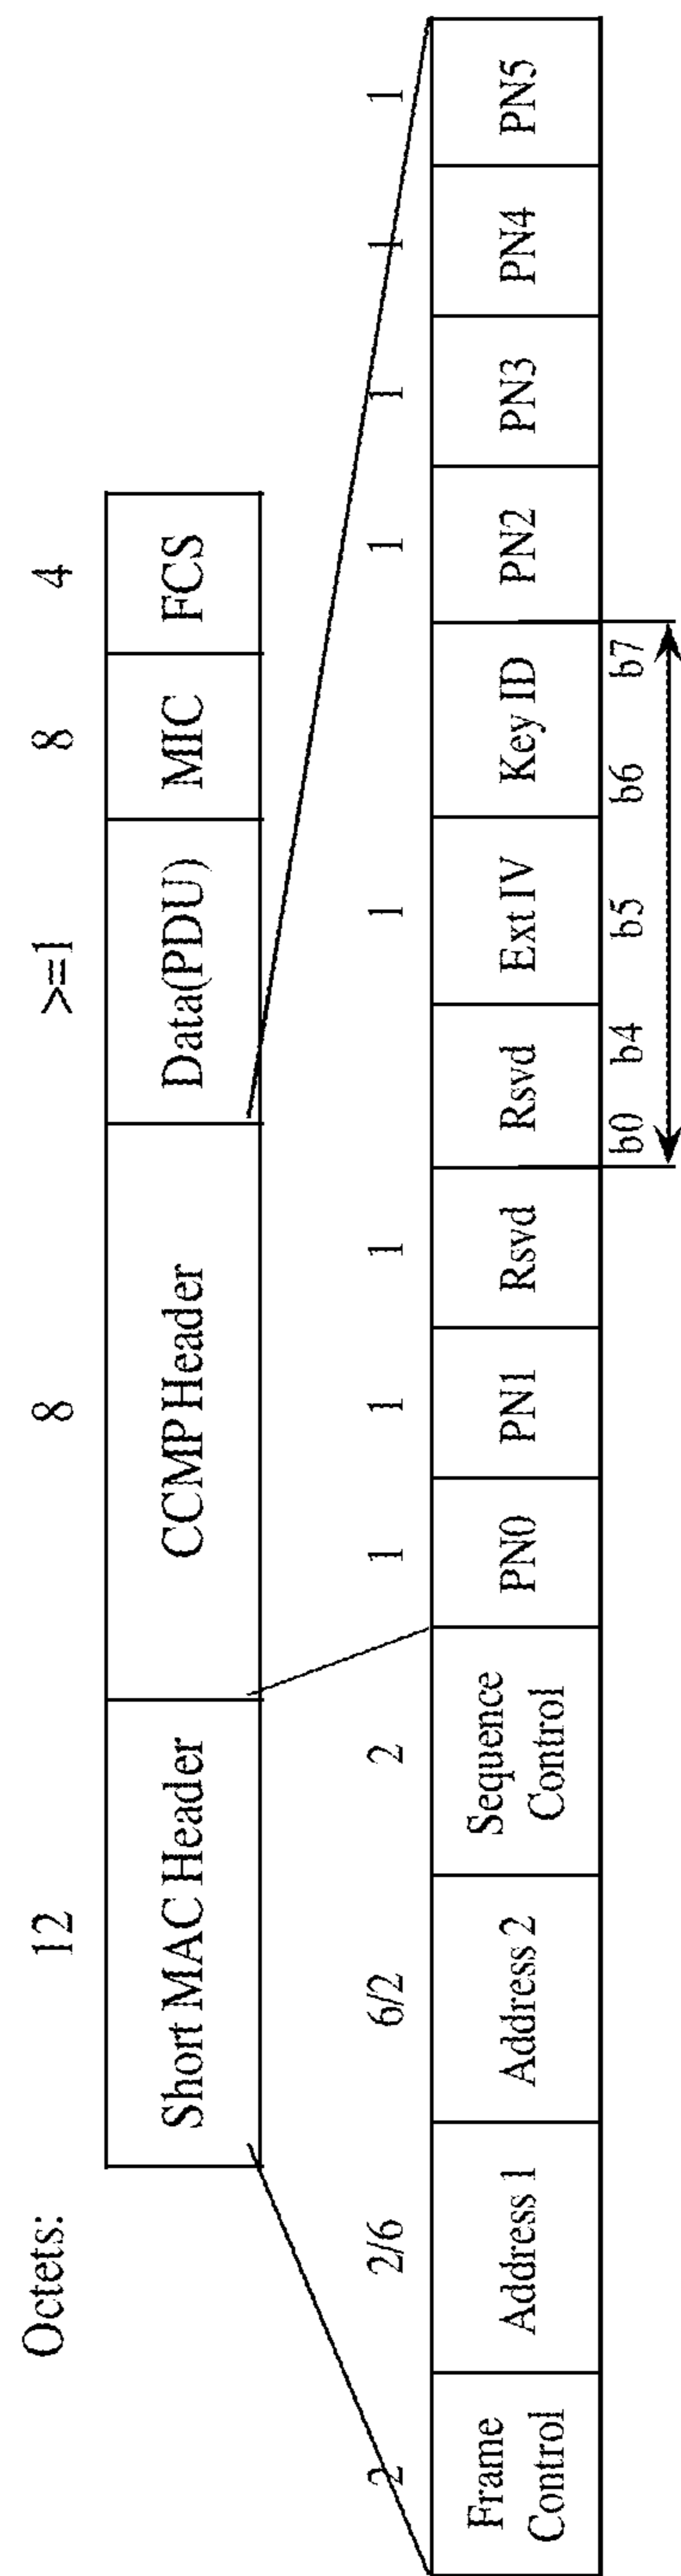 Octets: 12 8 >=1 8 4
Short MAC Header CCMP Header Data(PDU) MIC FCS
2 2/6 6/2 2 1 1 1 1 1 1 1 1
Frame Control Address 1 Address 2 Sequence Control PN0 PN1 Rsvd Rsvd Ext IV Key ID PN2 PN3 PN4 PN5
b0 b4 b5 b6 b7